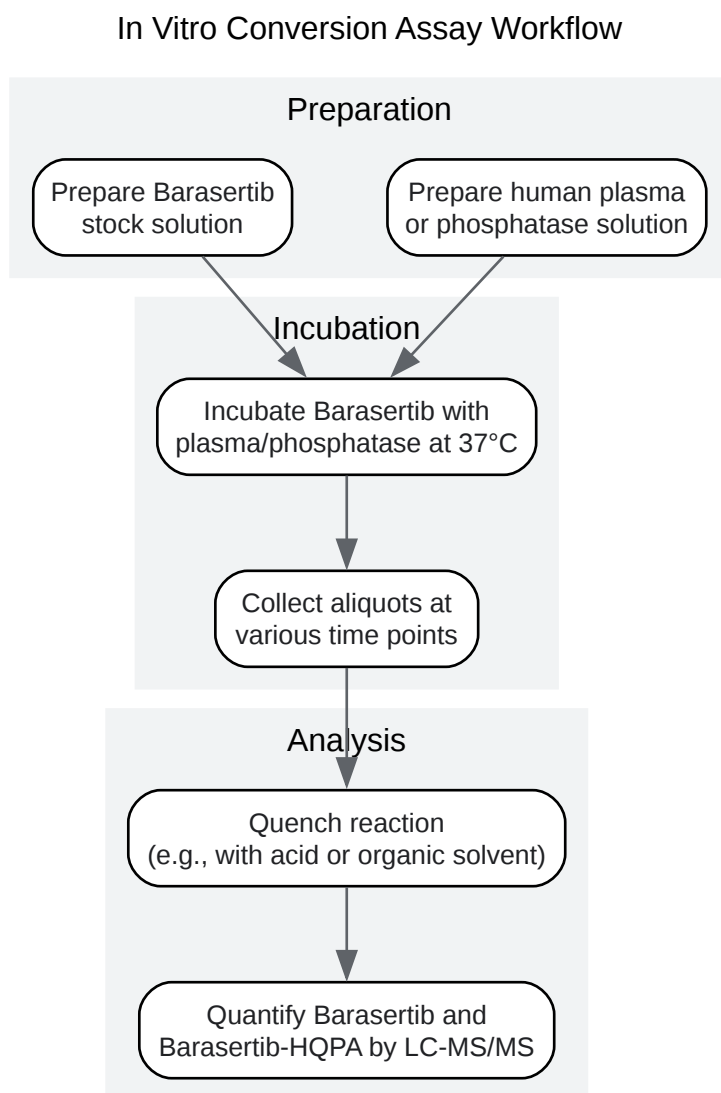 In Vitro Conversion Assay Workflow
Preparation
Prepare Barasertib
stock solution
Prepare human plasma
or phosphatase solution
Incubation
Incubate Barasertib with
plasma/phosphatase at 37°C
Collect aliquots at
various time points
Analysis
Quench reaction
(e.g., with acid or organic solvent)
Quantify Barasertib and
Barasertib-HQPA by LC-MS/MS